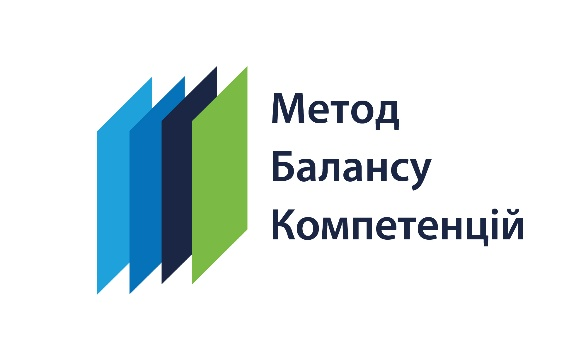 Метод
Балансу
Компетенцій